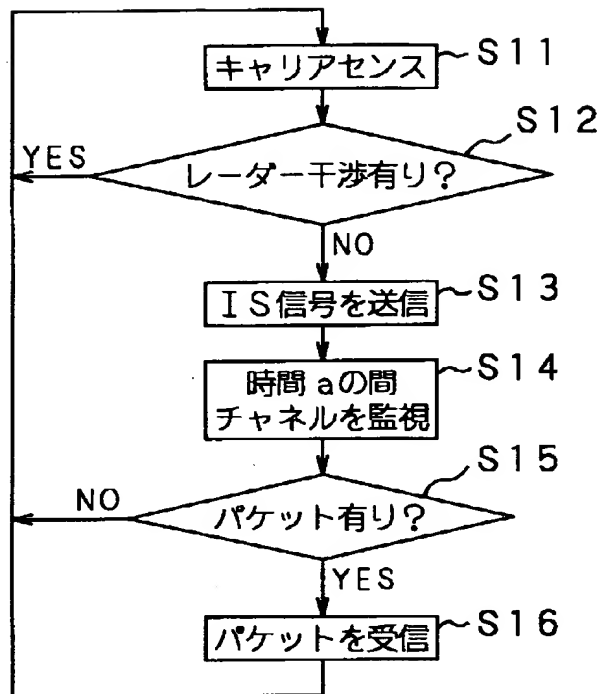 キャリアセンス
S11
S12
YES
レーダー干渉有り?
NO
IS信号を送信
S13
時間aの間
チャネルを監視
S14
S15
NO
パケット有り?
YES
パケットを受信
S16